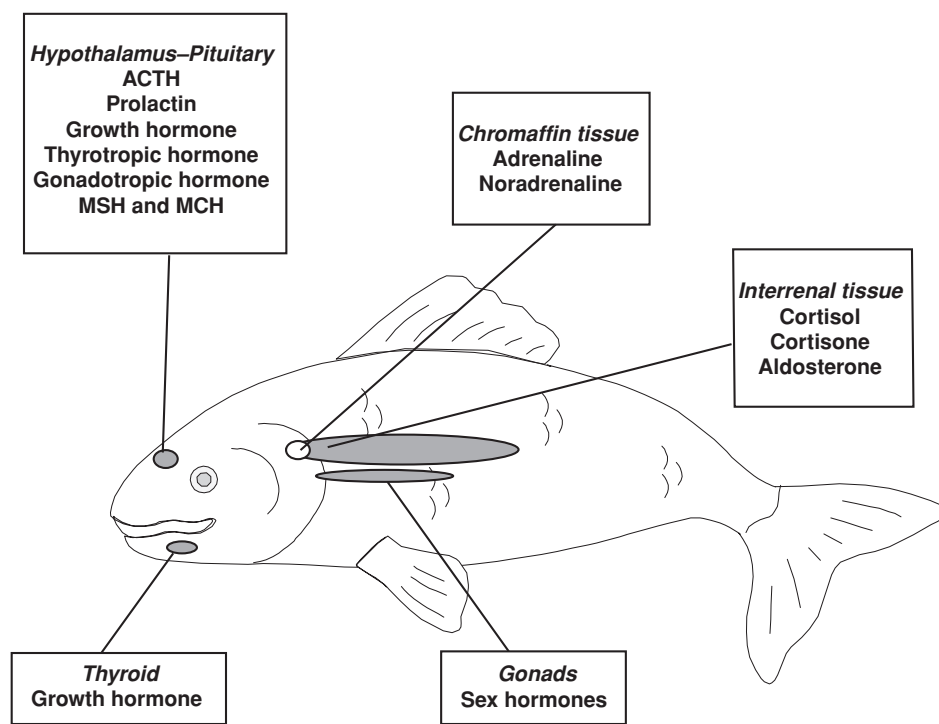 Hypothalamus–Pituitary
ACTH
Prolactin
Growth hormone
Thyrotropic hormone
Gonadotropic hormone
MSH and MCH
Chromaffin tissue
Adrenaline
Noradrenaline
Interrenal tissue
Cortisol
Cortisone
Aldosterone
Thyroid
Growth hormone
Gonads
Sex hormones